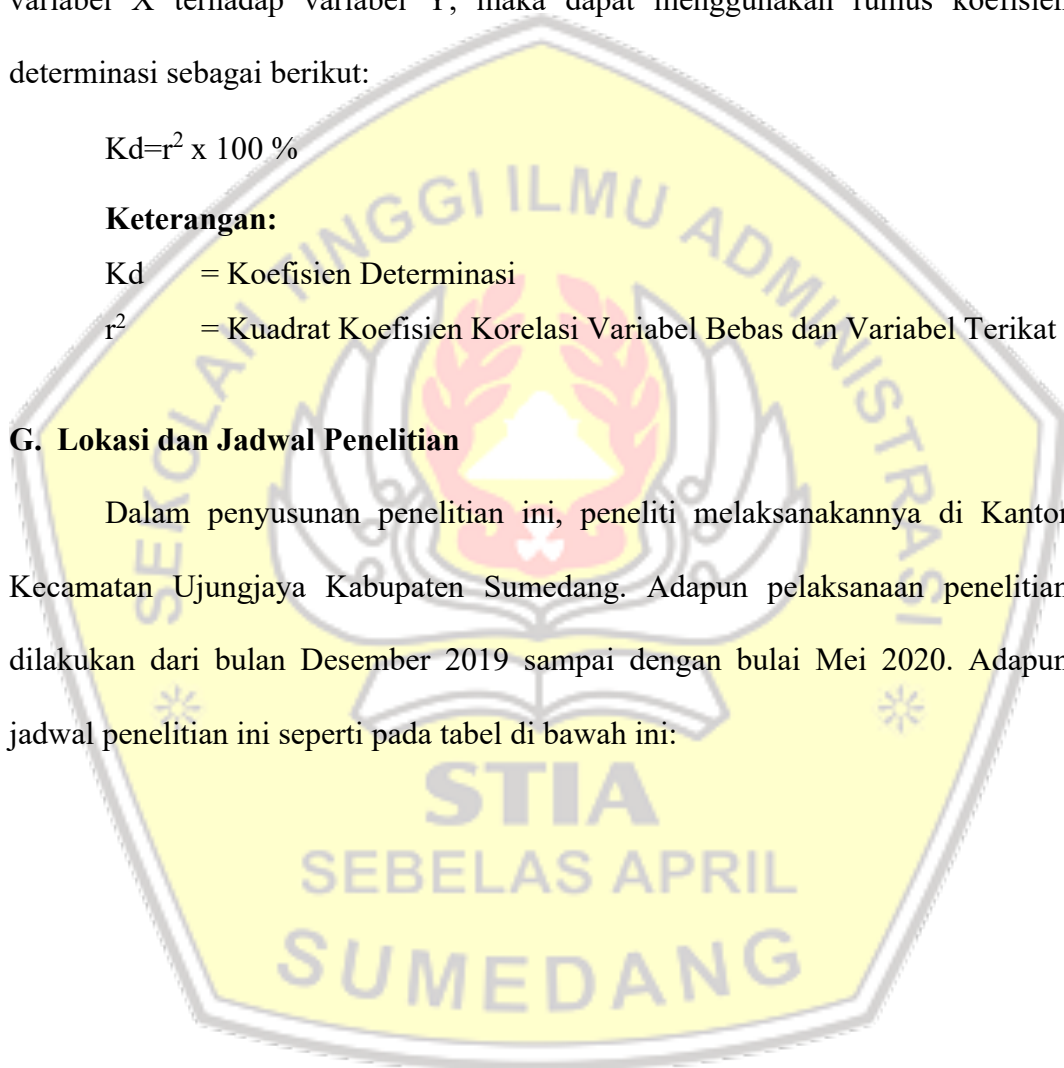 variabel X terhadap variabel Y, maka dapat menggunakan rumus koefisien
determinasi sebagai berikut:
Kd=r² x 100 %
Keterangan:
Kd = Koefisien Determinasi
r² = Kuadrat Koefisien Korelasi Variabel Bebas dan Variabel Terikat
G. Lokasi dan Jadwal Penelitian
Dalam penyusunan penelitian ini, peneliti melaksanakannya di Kantor
Kecamatan Ujungjaya Kabupaten Sumedang. Adapun pelaksanaan penelitian
dilakukan dari bulan Desember 2019 sampai dengan bulai Mei 2020. Adapun
jadwal penelitian ini seperti pada tabel di bawah ini:
SEKOLAH TINGGI ILMU ADMINISTRASI
STIA
SEBELAS APRIL
SUMEDANG